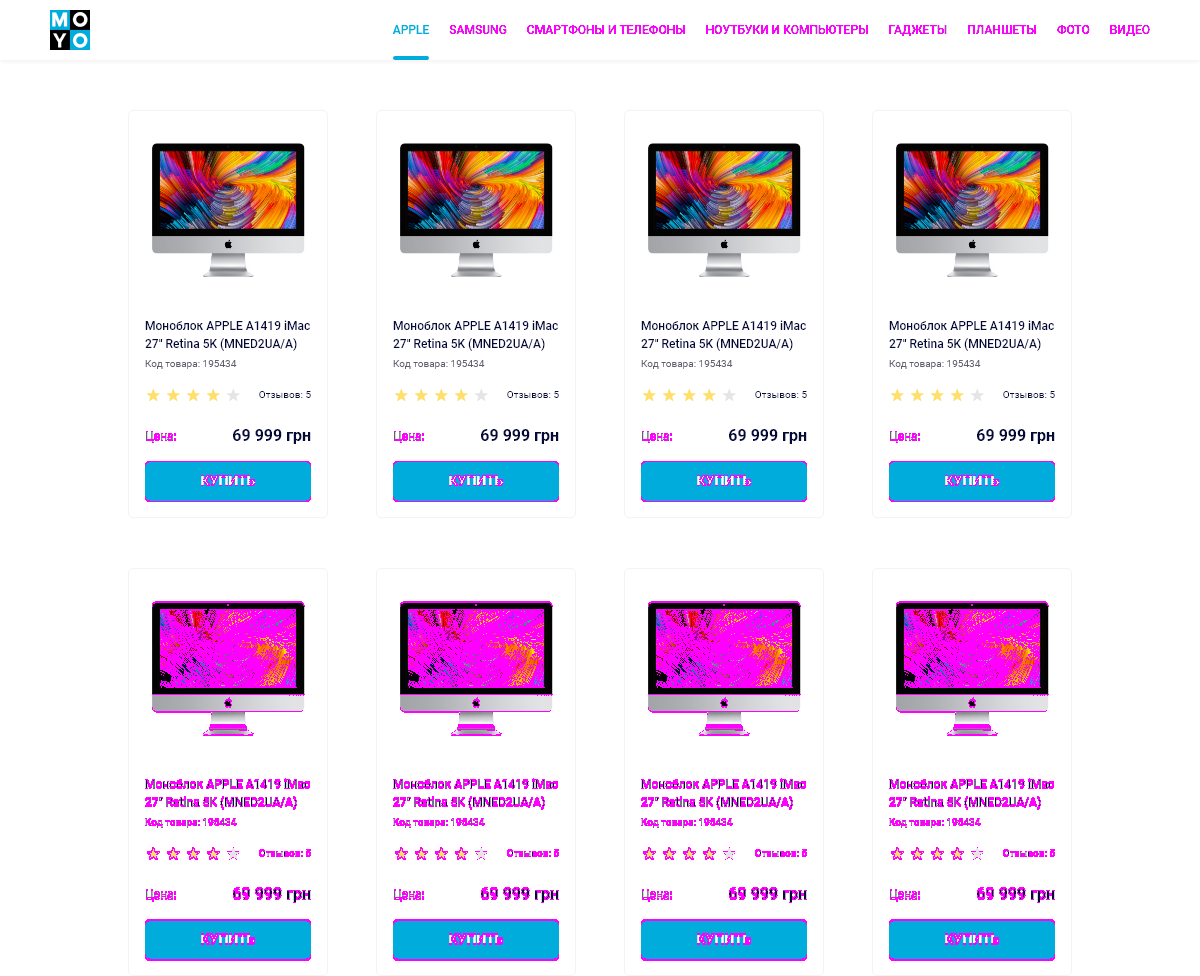 MO
YO
APPLE SAMSUNG СМАРТФОНЫ И ТЕЛЕФОНЫ НОУТБУКИ И КОМПЬЮТЕРЫ ГАДЖЕТЫ ПЛАНШЕТЫ ФОТО ВИДЕО
Моноблок APPLE A1419 iMac Моноблок APPLE A1419 iMac Моноблок APPLE A1419 iMac Моноблок APPLE A1419 iMac
27" Retina 5K (MNED2UA/A) 27" Retina 5K (MNED2UA/A) 27" Retina 5K (MNED2UA/A) 27" Retina 5K (MNED2UA/A)
Код товара: 195434 Код товара: 195434 Код товара: 195434 Код товара: 195434
Отзывов: 5 Отзывов: 5 Отзывов: 5 Отзывов: 5
Цена: 69 999 грн Цена: 69 999 грн Цена: 69 999 грн Цена: 69 999 грн
КУПИТЬ КУПИТЬ КУПИТЬ КУПИТЬ
Моноблок APPLE A1419 iMac Моноблок APPLE A1419 iMac Моноблок APPLE A1419 iMac Моноблок APPLE A1419 iMac
27" Retina 5K (MNED2UA/A) 27" Retina 5K (MNED2UA/A) 27" Retina 5K (MNED2UA/A) 27" Retina 5K (MNED2UA/A)
Код товара: 195434 Код товара: 195434 Код товара: 195434 Код товара: 195434
Отзывов: 5 Отзывов: 5 Отзывов: 5 Отзывов: 5
Цена: 69 999 грн Цена: 69 999 грн Цена: 69 999 грн Цена: 69 999 грн
КУПИТЬ КУПИТЬ КУПИТЬ КУПИТЬ